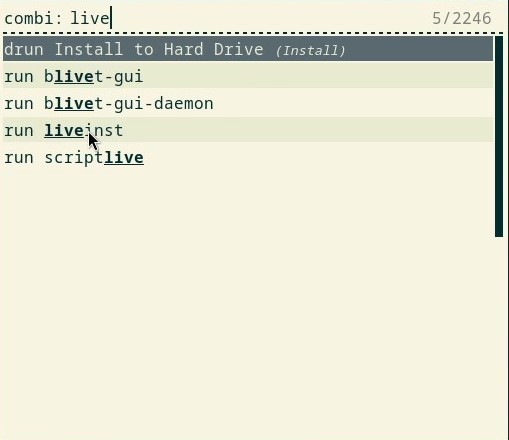 combi: live 5/2246
drun Install to Hard Drive (Install)
run blivet-gui
run blivet-gui-daemon
run liveinst
run scriptlive